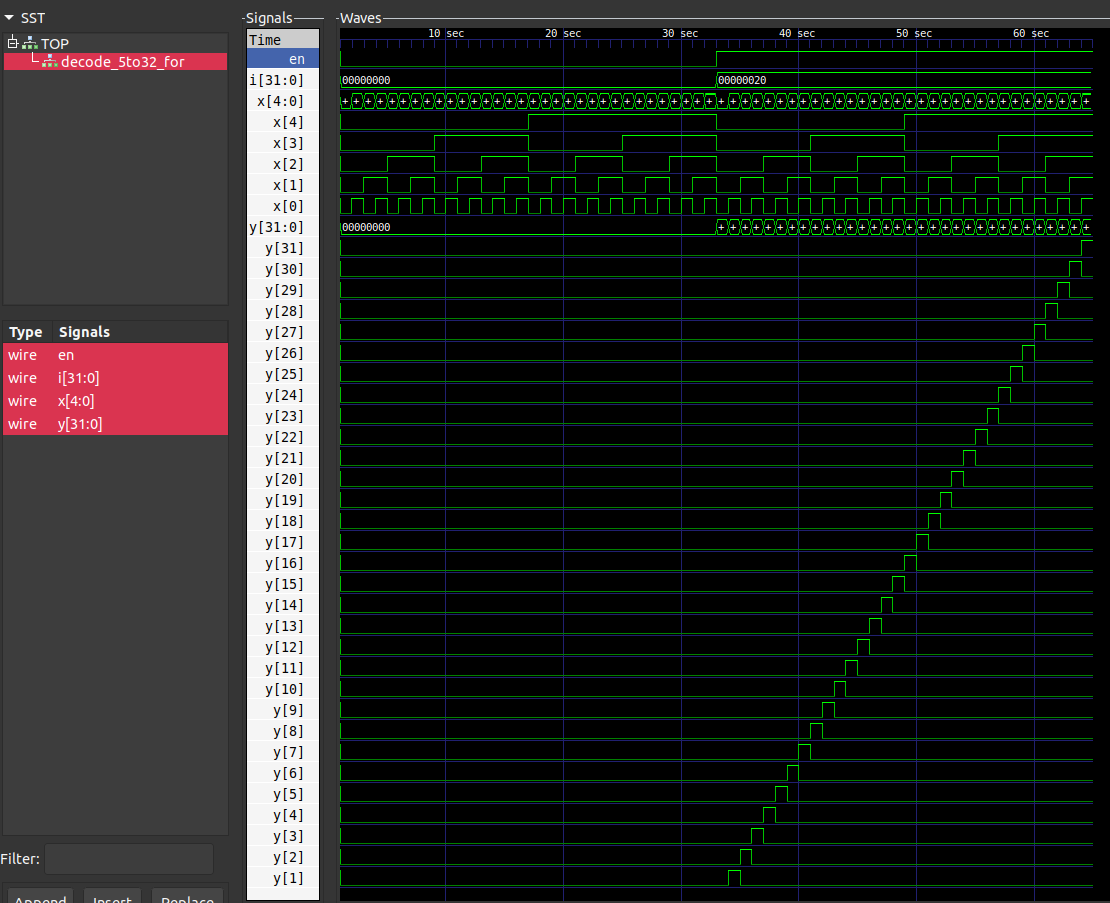 SST
TOP
decode_5to32_for
Type Signals
wire en
wire i[31:0]
wire x[4:0]
wire y[31:0]
Filter:
Append Insert Replace
Signals
Time
en
i[31:0]
x[4:0]
x[4]
x[3]
x[2]
x[1]
x[0]
y[31:0]
y[31]
y[30]
y[29]
y[28]
y[27]
y[26]
y[25]
y[24]
y[23]
y[22]
y[21]
y[20]
y[19]
y[18]
y[17]
y[16]
y[15]
y[14]
y[13]
y[12]
y[11]
y[10]
y[9]
y[8]
y[7]
y[6]
y[5]
y[4]
y[3]
y[2]
y[1]
Waves
10 sec 20 sec 30 sec 40 sec 50 sec 60 sec
00000000 00000020
00000000